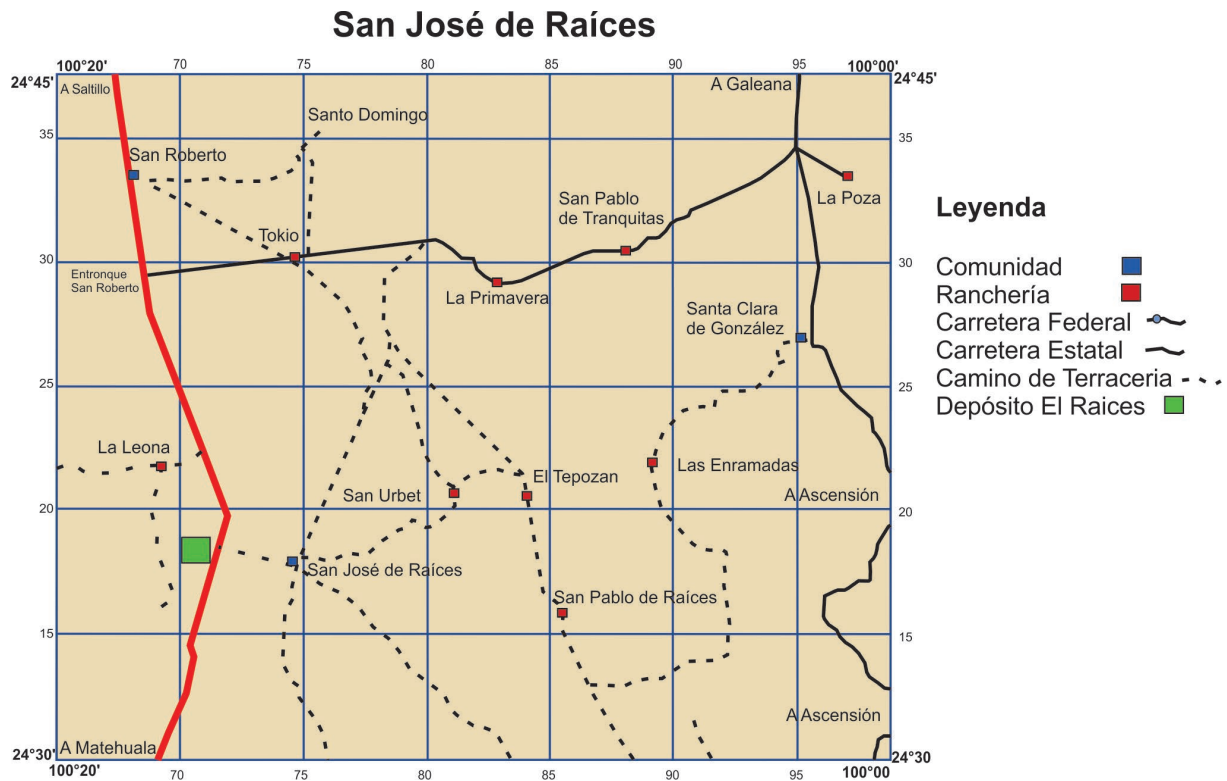 San José de Raíces
100°20' 70 75 80 85 90 95 100°00'
24°45' 24°45'
A Saltillo
A Galeana
Santo Domingo
35 35
San Roberto
San Pablo
de Tranquitas
La Poza
Tokio
30 30
Entronque
San Roberto
La Primavera
Santa Clara
de González
25 25
La Leona
San Urbet
El Tepozan
Las Enramadas
A Ascensión
20 20
San José de Raíces
San Pablo de Raíces
15 15
A Ascensión
A Matehuala
24°30' 24°30
100°20' 70 75 80 85 90 95 100°00'
Leyenda
Comunidad
Ranchería
Carretera Federal
Carretera Estatal
Camino de Terraceria
Depósito El Raices